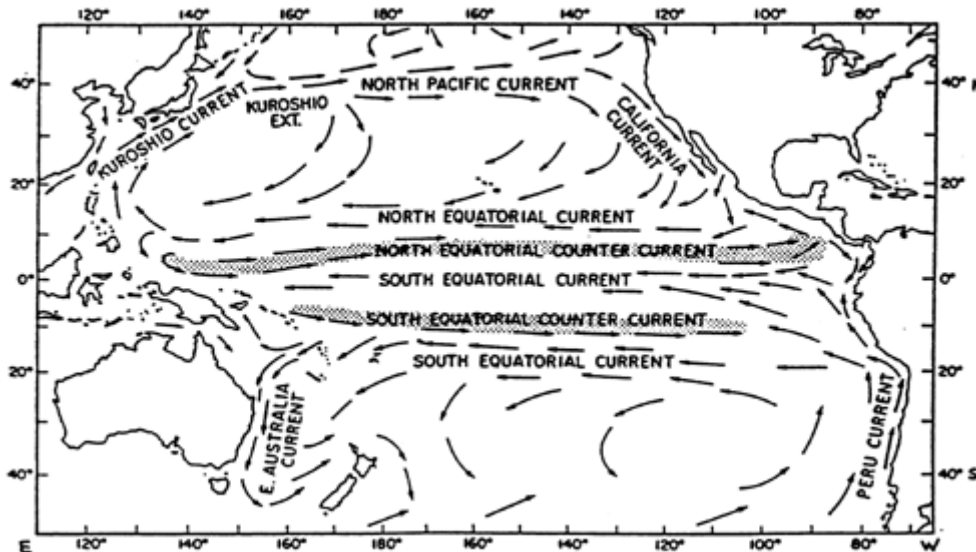 120° 140° 160° 180° 160° 140° 120° 100° 80°
40° 40° N
NORTH PACIFIC CURRENT
KUROSHIO CURRENT
KUROSHIO
EXT.
CALIFORNIA
CURRENT
20° 20°
NORTH EQUATORIAL CURRENT
NORTH EQUATORIAL COUNTER CURRENT
0° 0°
SOUTH EQUATORIAL CURRENT
SOUTH EQUATORIAL COUNTER CURRENT
SOUTH EQUATORIAL CURRENT
20° 20°
E. AUSTRALIA
CURRENT
PERU CURRENT
40° 40° S
E 120° 140° 160° 180° 160° 140° 120° 100° 80° W